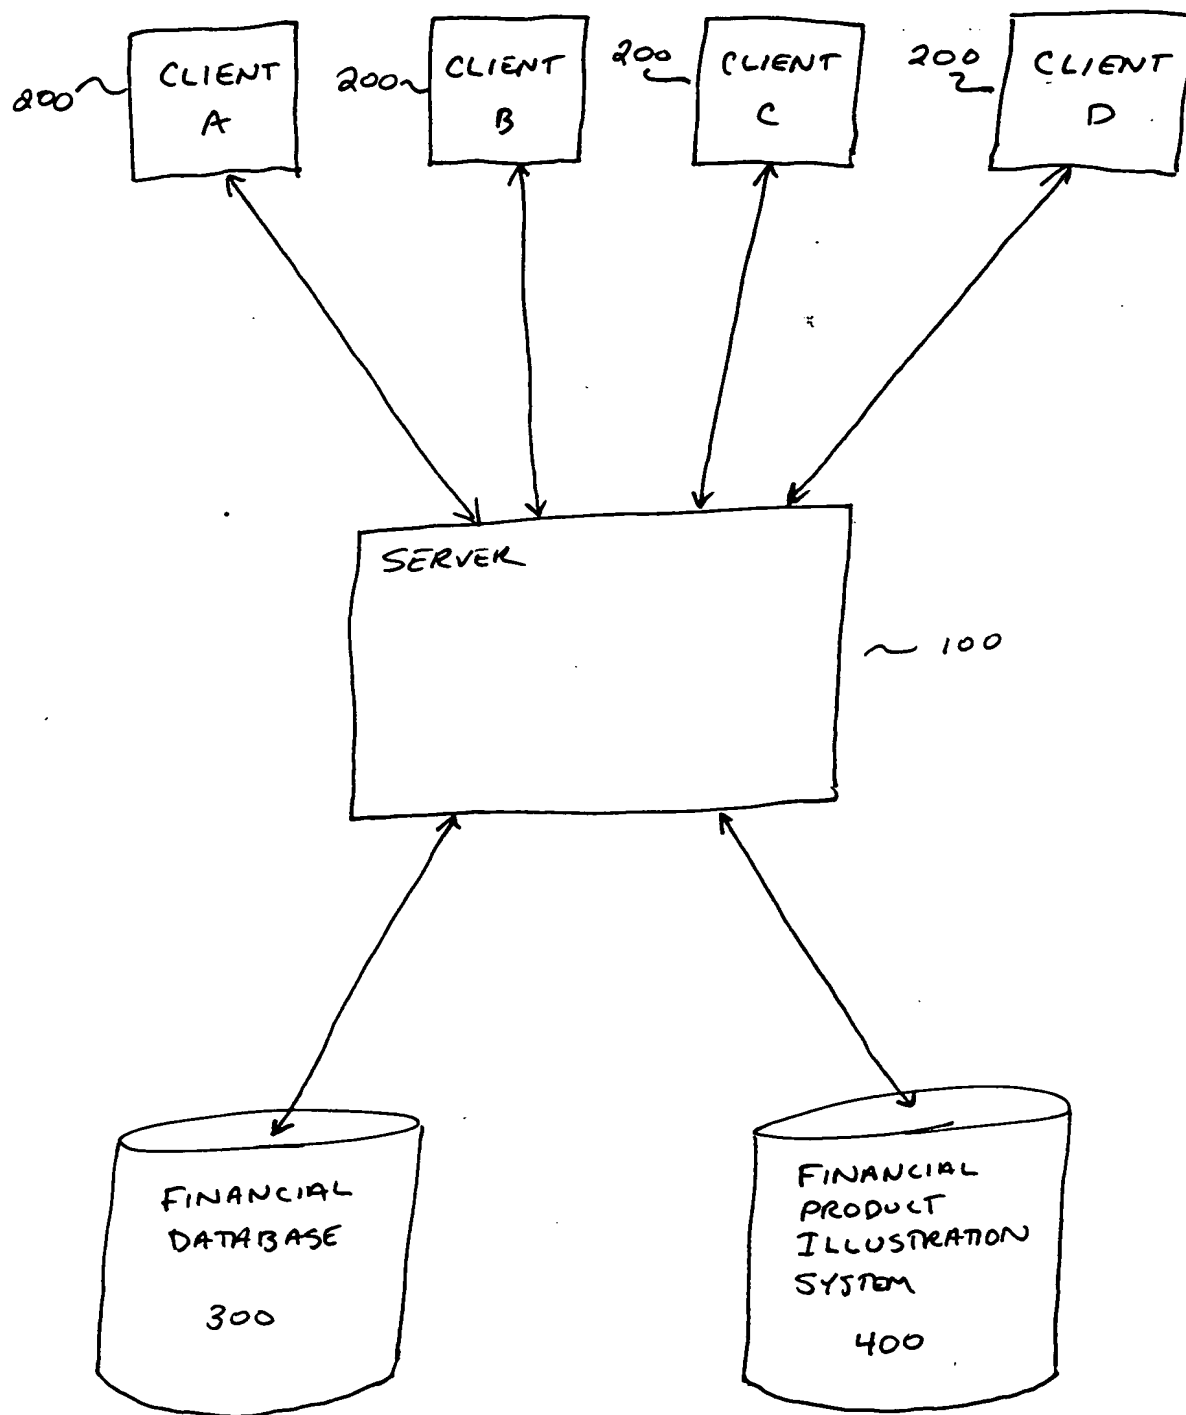 200 CLIENT A
200 CLIENT B
200 CLIENT C
200 CLIENT D
SERVER
100
FINANCIAL
DATABASE
300
FINANCIAL
PRODUCT
ILLUSTRATION
SYSTEM
400